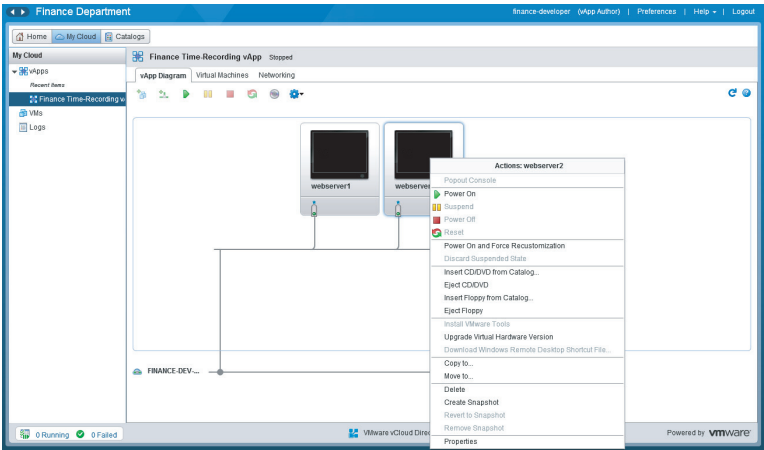 Finance Department
finance-developer (vApp Author) | Preferences | Help | Logout
Home My Cloud Catalogs
My Cloud
Finance Time-Recording vApp Stopped
vApps
Recent Items
Finance Time-Recording v
VMs
Logs
vApp Diagram Virtual Machines Networking
webserver1
webserver
Actions: webserver2
Popout Console
Power On
Suspend
Power Off
Reset
Power On and Force Recustomization
Discard Suspended State
Insert CD/DVD from Catalog...
Eject CD/DVD
Insert Floppy from Catalog...
Eject Floppy
Install VMware Tools
Upgrade Virtual Hardware Version
Download Windows Remote Desktop Shortcut File...
Copy to...
Move to...
Delete
Create Snapshot
Revert to Snapshot
Remove Snapshot
Properties
FINANCE-DEV-...
0 Running 0 Failed
VMware vCloud Direc
Powered by vmware